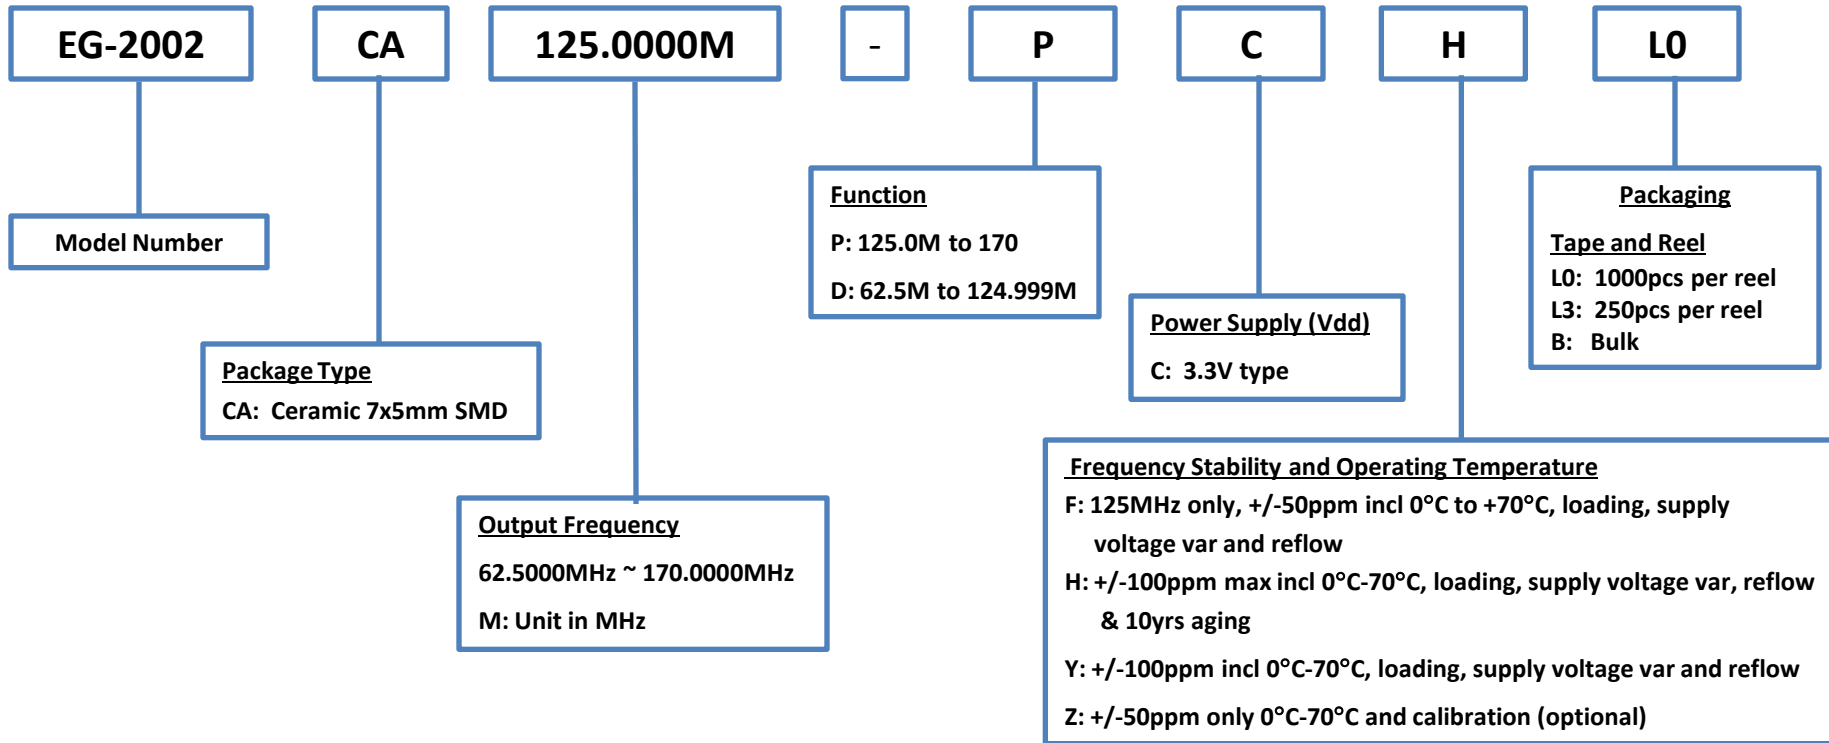 EG-2002 CA 125.0000M - P C H L0
Model Number
Package Type
CA: Ceramic 7x5mm SMD
Output Frequency
62.5000MHz ~ 170.0000MHz
M: Unit in MHz
Function
P: 125.0M to 170
D: 62.5M to 124.999M
Power Supply (Vdd)
C: 3.3V type
Frequency Stability and Operating Temperature
F: 125MHz only, +/-50ppm incl 0°C to +70°C, loading, supply
voltage var and reflow
H: +/-100ppm max incl 0°C-70°C, loading, supply voltage var, reflow
& 10yrs aging
Y: +/-100ppm incl 0°C-70°C, loading, supply voltage var and reflow
Z: +/-50ppm only 0°C-70°C and calibration (optional)
Packaging
Tape and Reel
L0: 1000pcs per reel
L3: 250pcs per reel
B: Bulk